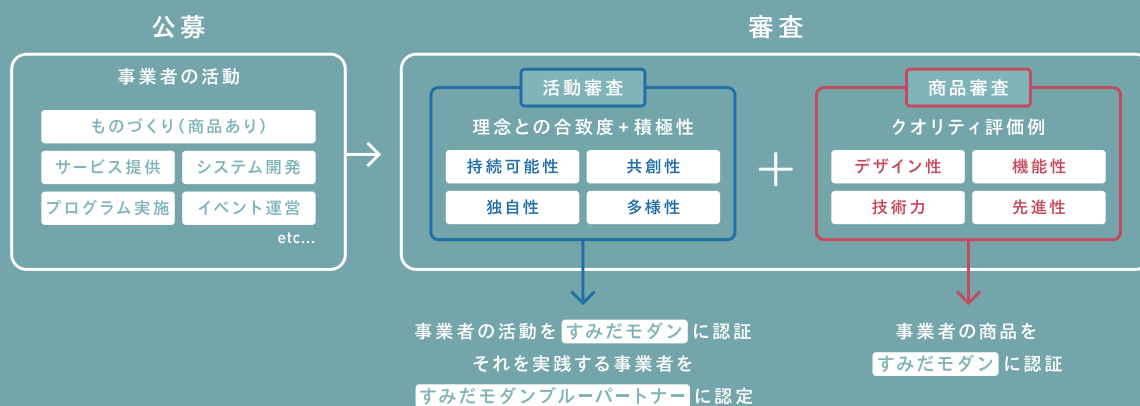 公募
事業者の活動
ものづくり（商品あり）
サービス提供
システム開発
プログラム実施
イベント運営
etc...
審査
活動審査
理念との合致度+積極性
持続可能性
共創性
独自性
多様性
+
商品審査
クオリティ評価例
デザイン性
機能性
技術力
先進性
事業者の活動をすみだモダンに認証
それを実践する事業者を
すみだモダンブルーパートナーに認定
事業者の商品を
すみだモダンに認証